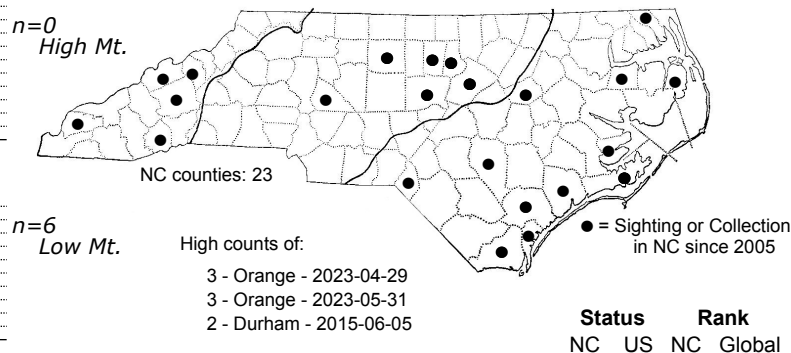 n=0
High Mt.
NC counties: 23
n=6
Low Mt.
High counts of:
3 - Orange - 2023-04-29
3 - Orange - 2023-05-31
2 - Durham - 2015-06-05
● = Sighting or Collection
in NC since 2005
Status Rank
NC US NC Global